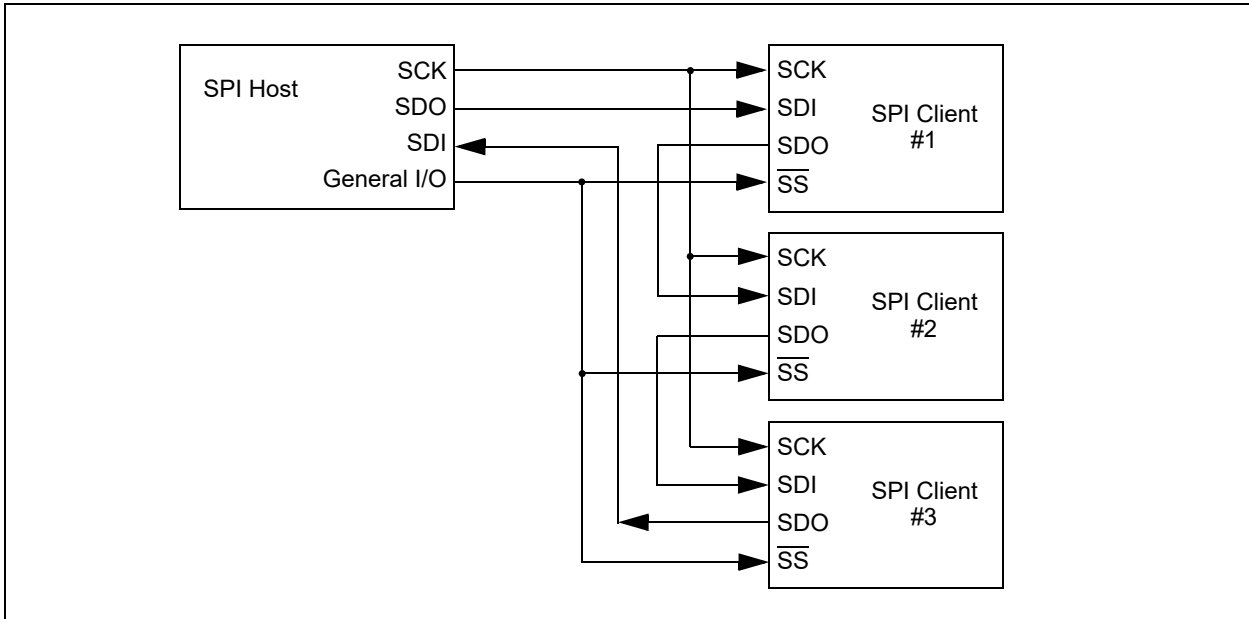 SPI Host
SCK
SDO
SDI
General I/O
SCK
SDI
SDO
SS
SPI Client
#1
SCK
SDI
SDO
SS
SPI Client
#2
SCK
SDI
SDO
SS
SPI Client
#3